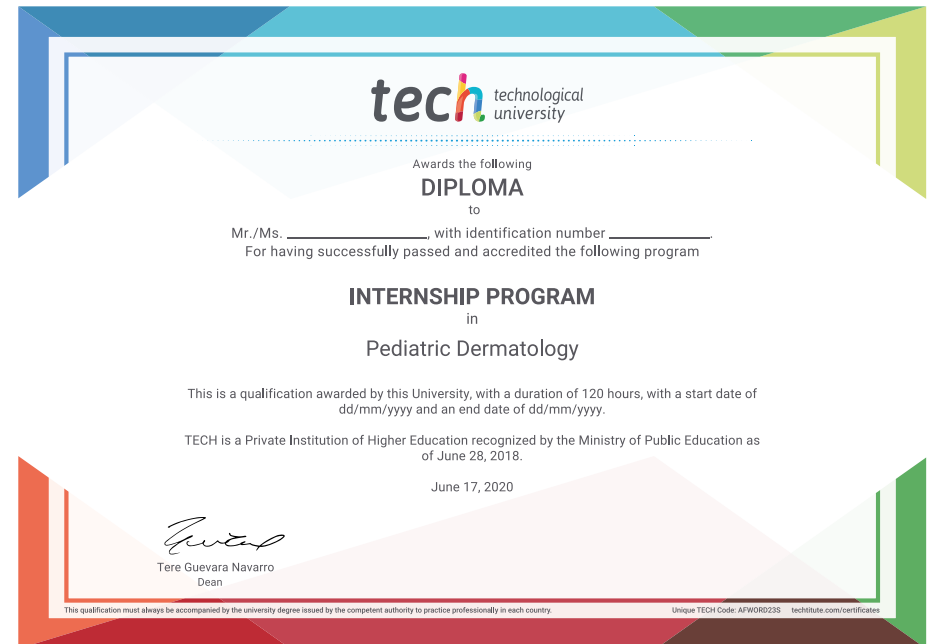 tech technological
university
Awards the following
DIPLOMA
to
Mr./Ms. ____________, with identification number ____________.
For having successfully passed and accredited the following program
INTERNSHIP PROGRAM
in
Pediatric Dermatology
This is a qualification awarded by this University, with a duration of 120 hours, with a start date of
dd/mm/yyyy and an end date of dd/mm/yyyy.
TECH is a Private Institution of Higher Education recognized by the Ministry of Public Education as
of June 28, 2018.
June 17, 2020
Tere Guevara Navarro
Dean
This qualification must always be accompanied by the university degree issued by the competent authority to practice professionally in each country.
Unique TECH Code: AFWORD23S techtitute.com/certificates